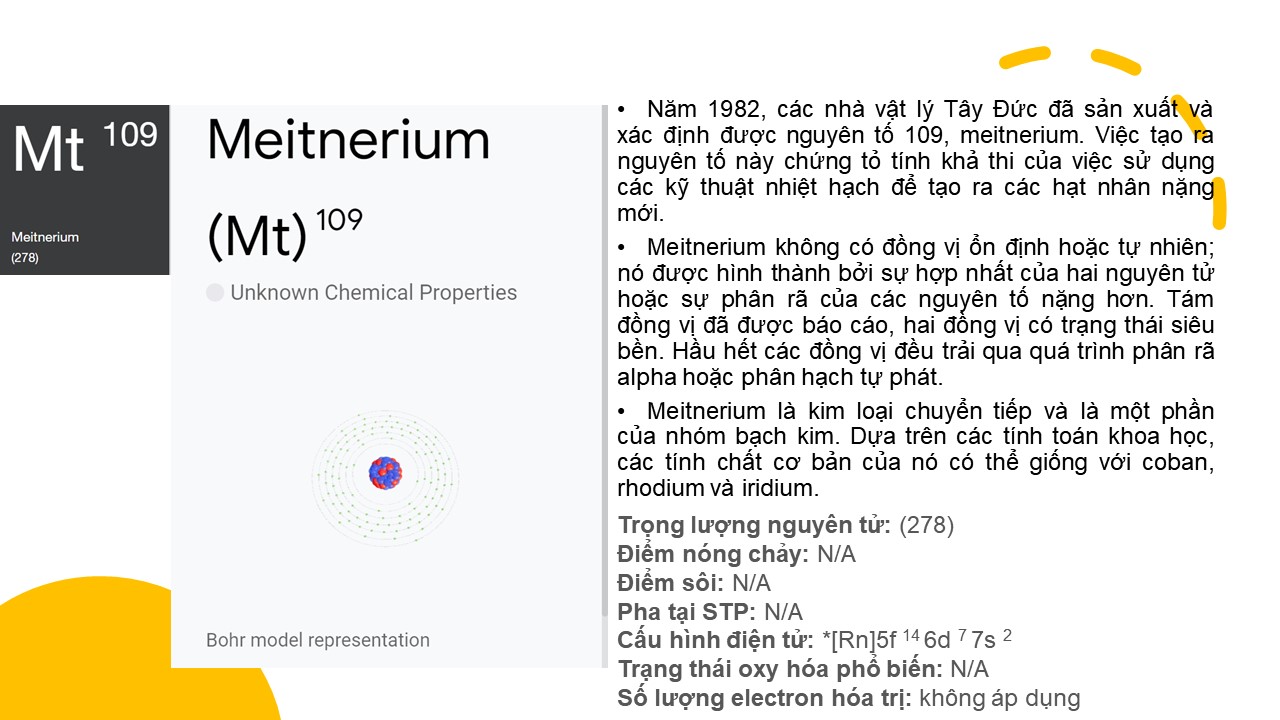 Mt 109
Meitnerium
(278)
Meitnerium
(Mt) 109
Unknown Chemical Properties
Bohr model representation
• Năm 1982, các nhà vật lý Tây Đức đã sản xuất và
xác định được nguyên tố 109, meitnerium. Việc tạo ra
nguyên tố này chứng tỏ tính khả thi của việc sử dụng
các kỹ thuật nhiệt hạch để tạo ra các hạt nhân nặng
mới.
• Meitnerium không có đồng vị ổn định hoặc tự nhiên;
nó được hình thành bởi sự hợp nhất của hai nguyên tử
hoặc sự phân rã của các nguyên tố nặng hơn. Tám
đồng vị đã được báo cáo, hai đồng vị có trạng thái siêu
bền. Hầu hết các đồng vị đều trải qua quá trình phân rã
alpha hoặc phân hạch tự phát.
• Meitnerium là kim loại chuyển tiếp và là một phần
của nhóm bạch kim. Dựa trên các tính toán khoa học,
các tính chất cơ bản của nó có thể giống với coban,
rhodium và iridium.
Trọng lượng nguyên tử: (278)
Điểm nóng chảy: N/A
Điểm sôi: N/A
Pha tại STP: N/A
Cấu hình điện tử: *[Rn]5f 14 6d 7 7s 2
Trạng thái oxy hóa phổ biến: N/A
Số lượng electron hóa trị: không áp dụng